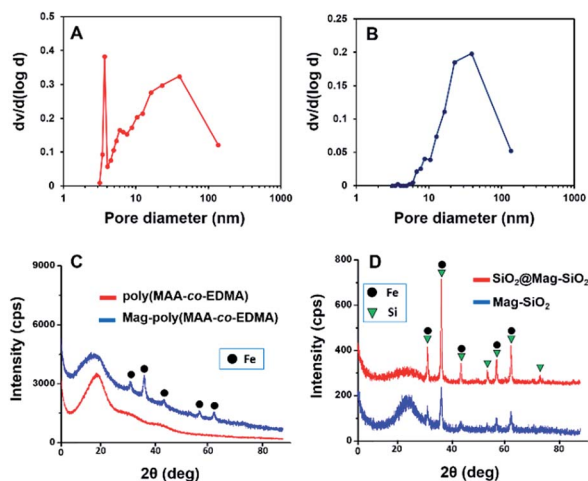 A
dv/d(log d)
0.5
0.4
0.3
0.2
0.1
0
1 10 100 1000
Pore diameter (nm)
B
dv/d(log d)
0.25
0.20
0.15
0.10
0.05
0
1 10 100 1000
Pore diameter (nm)
C
Intensity (cps)
9000
6000
3000
0
poly(MAA-co-EDMA)
Mag-poly(MAA-co-EDMA)
Fe
0 20 40 60 80
2θ (deg)
D
Intensity (cps)
800
600
400
200
0
Fe
Si
SiO₂@Mag-SiO₂
Mag-SiO₂
0 20 40 60 80
2θ (deg)